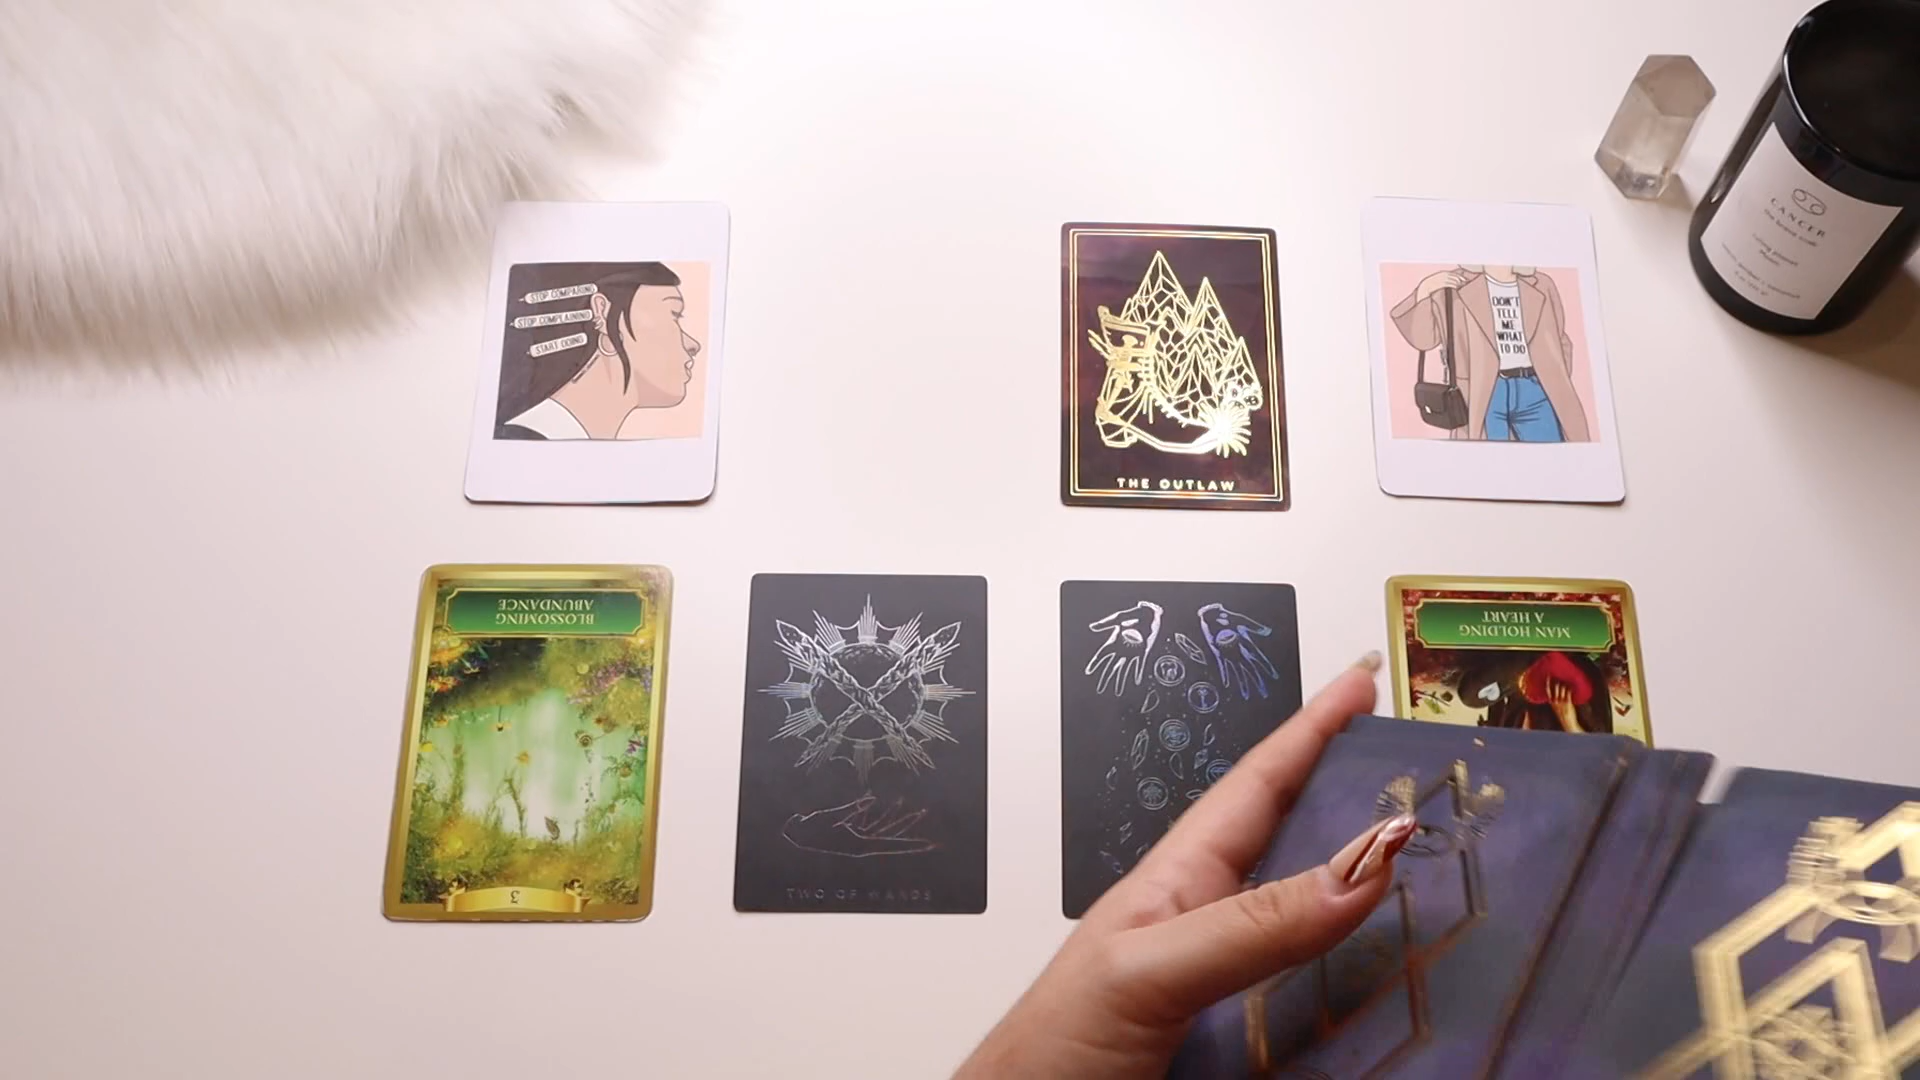 STOP COMPARING
STOP COMPLAINING
START DOING
THE OUTLAW
DON'T
TELL
ME
WHAT
TO DO
CANCER
BLOSSOMING
ABUNDANCE
3
TWO OF WANDS
MAN HOLDING
A HEART